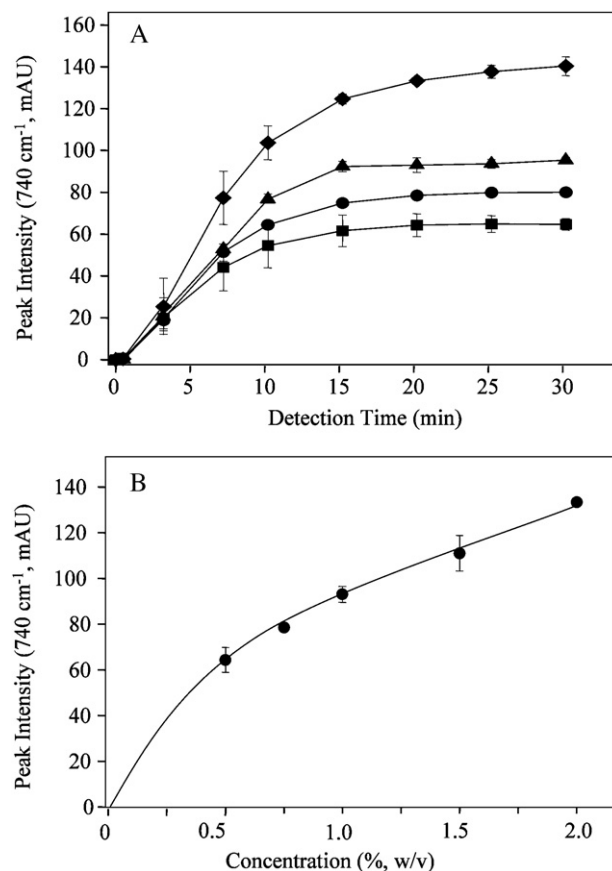 A
Peak Intensity (740 cm⁻¹, mAU)
160
140
120
100
80
60
40
20
0
0 5 10 15 20 25 30
Detection Time (min)
B
Peak Intensity (740 cm⁻¹, mAU)
140
120
100
80
60
40
20
0
0.5 1.0 1.5 2.0
Concentration (%, w/v)